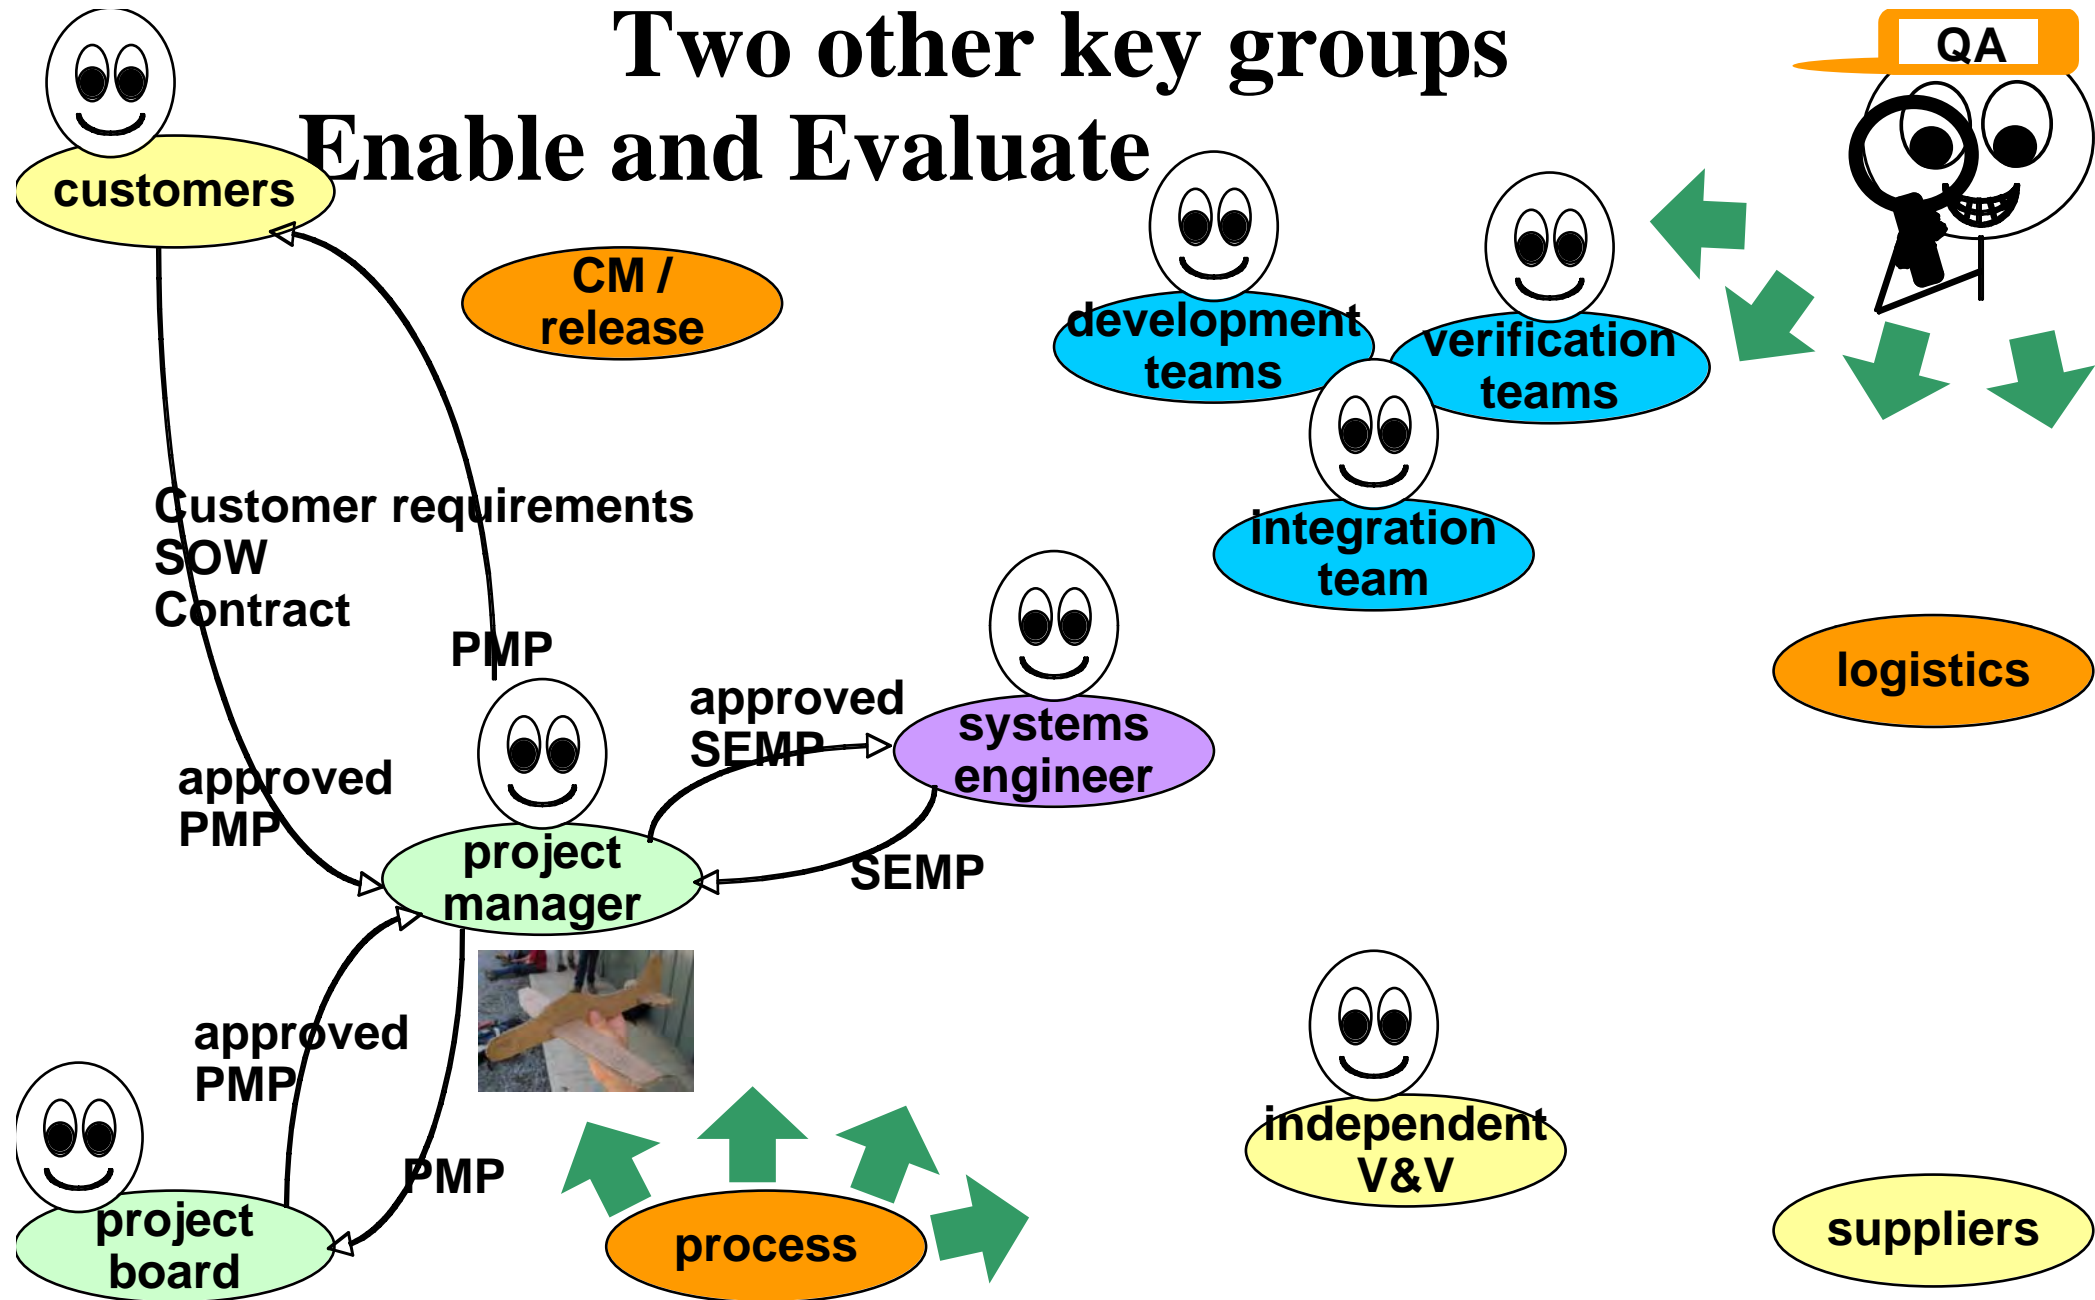 Two other key groups
Enable and Evaluate
QA
customers
CM /
release
development
teams
verification
teams
integration
team
Customer requirements
SOW
Contract
PMP
approved
SEMP
systems
engineer
logistics
approved
PMP
project
manager
SEMP
approved
PMP
PMP
independent
V&V
project
board
process
suppliers